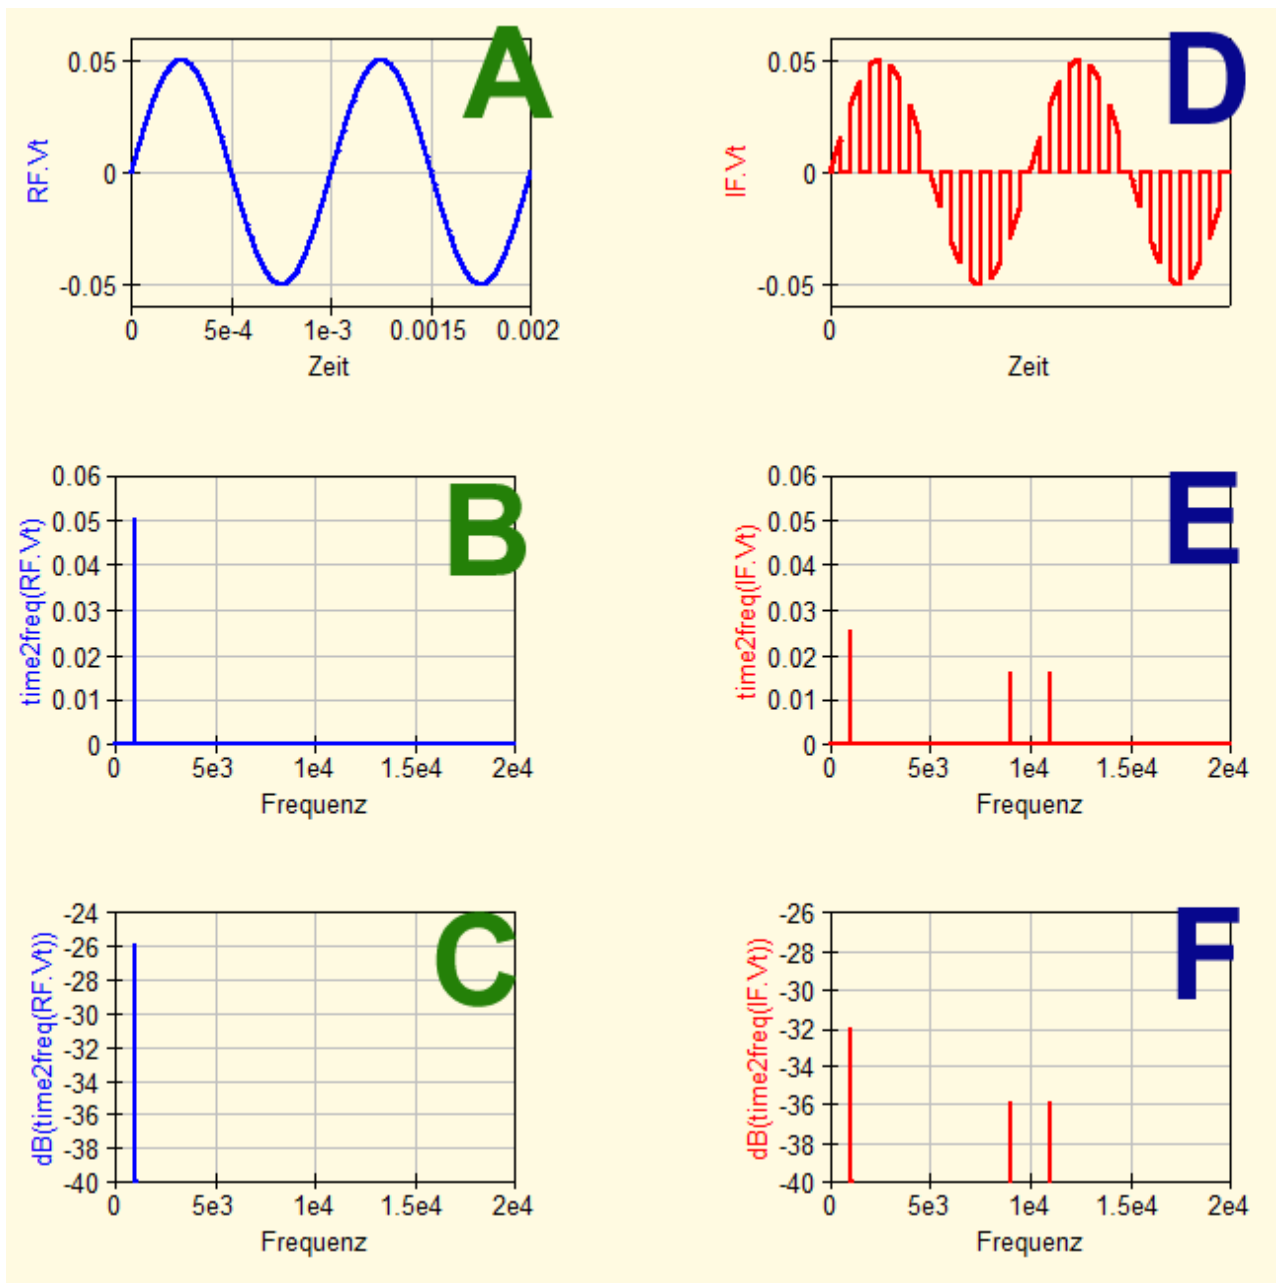 A
RF.Vt
0.05
0
-0.05
0 5e-4 1e-3 0.0015 0.002
Zeit
D
IF.Vt
0.05
0
-0.05
0
Zeit
B
time2freq(RF.Vt)
0.06
0.05
0.04
0.03
0.02
0.01
0
0 5e3 1e4 1.5e4 2e4
Frequenz
E
time2freq(IF.Vt)
0.06
0.05
0.04
0.03
0.02
0.01
0
0 5e3 1e4 1.5e4 2e4
Frequenz
C
dB(time2freq(RF.Vt))
-24
-26
-28
-30
-32
-34
-36
-38
-40
0 5e3 1e4 1.5e4 2e4
Frequenz
F
dB(time2freq(IF.Vt))
-26
-28
-30
-32
-34
-36
-38
-40
0 5e3 1e4 1.5e4 2e4
Frequenz